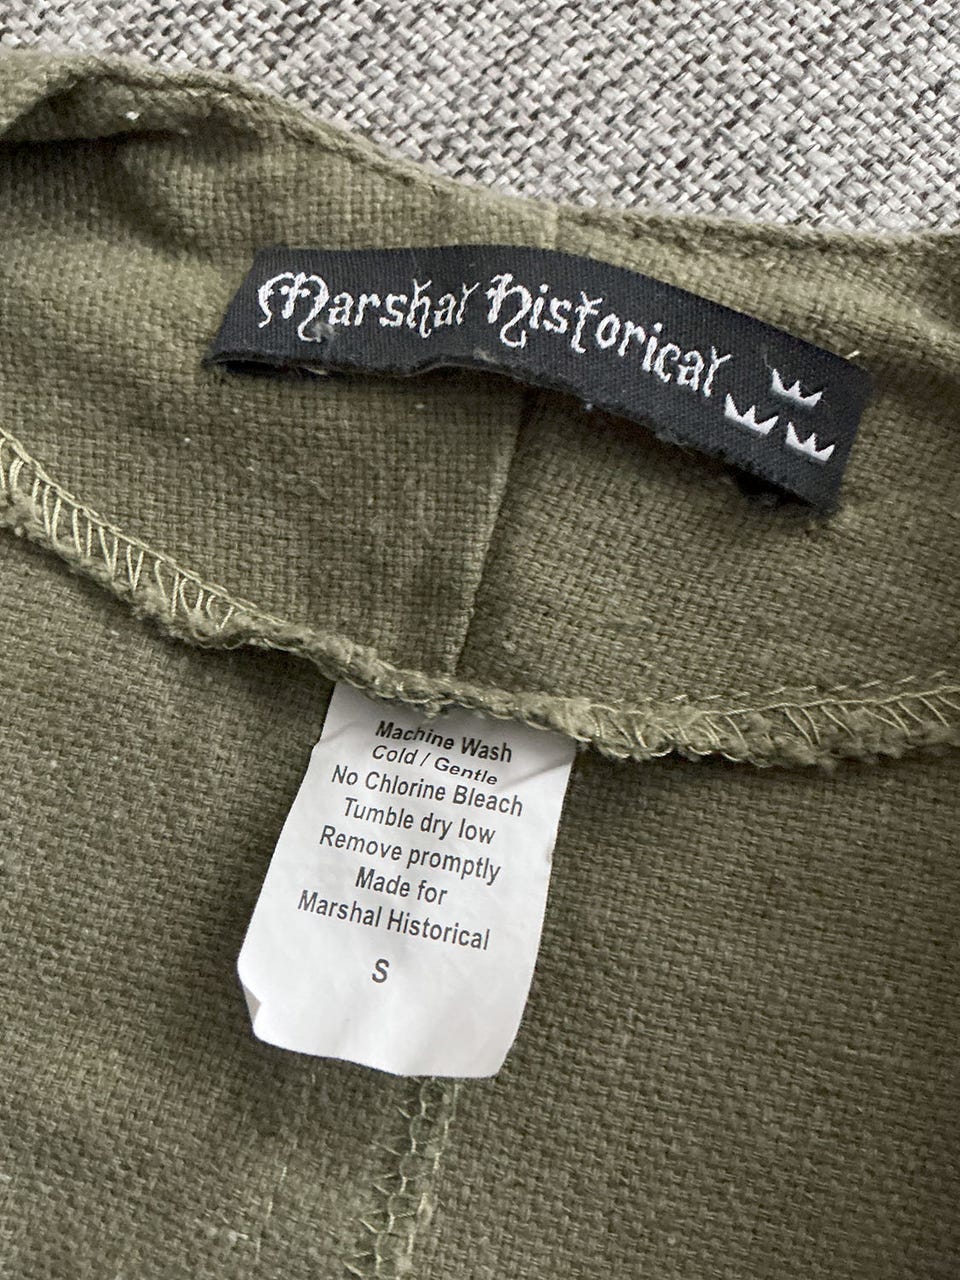 Marshal Historical
Machine Wash
Cold / Gentle
No Chlorine Bleach
Tumble dry low
Remove promptly
Made for
Marshal Historical
S